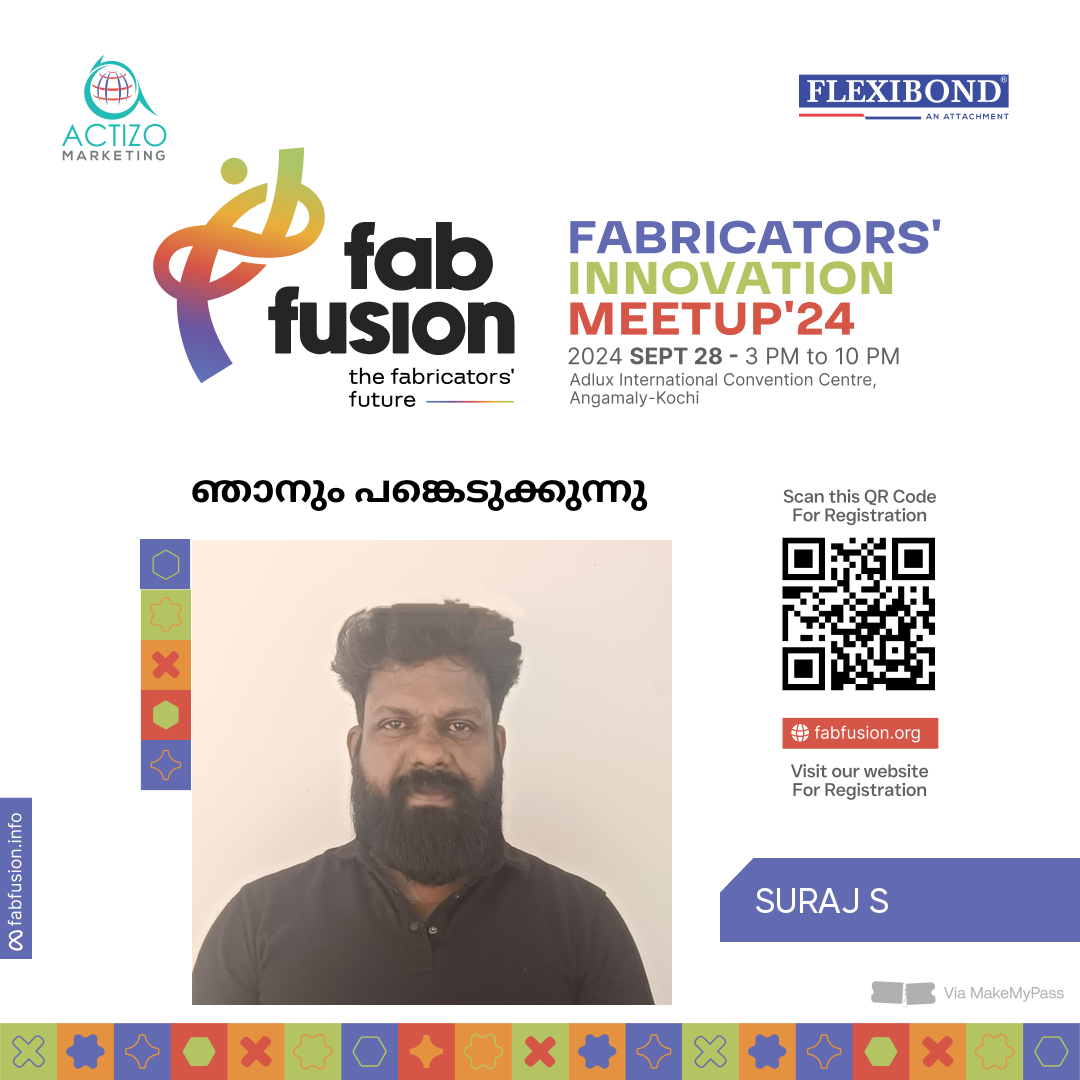 ACTIZO
MARKETING
FLEXIBOND®
AN ATTACHMENT
fab
fusion
the fabricators'
future
FABRICATORS'
INNOVATION
MEETUP'24
2024 SEPT 28 - 3 PM to 10 PM
Adlux International Convention Centre,
Angamaly-Kochi
ഞാനും പങ്കെടുക്കുന്നു
Scan this QR Code
For Registration
fabfusion.org
Visit our website
For Registration
fabfusion.info
SURAJ S
Via MakeMyPass